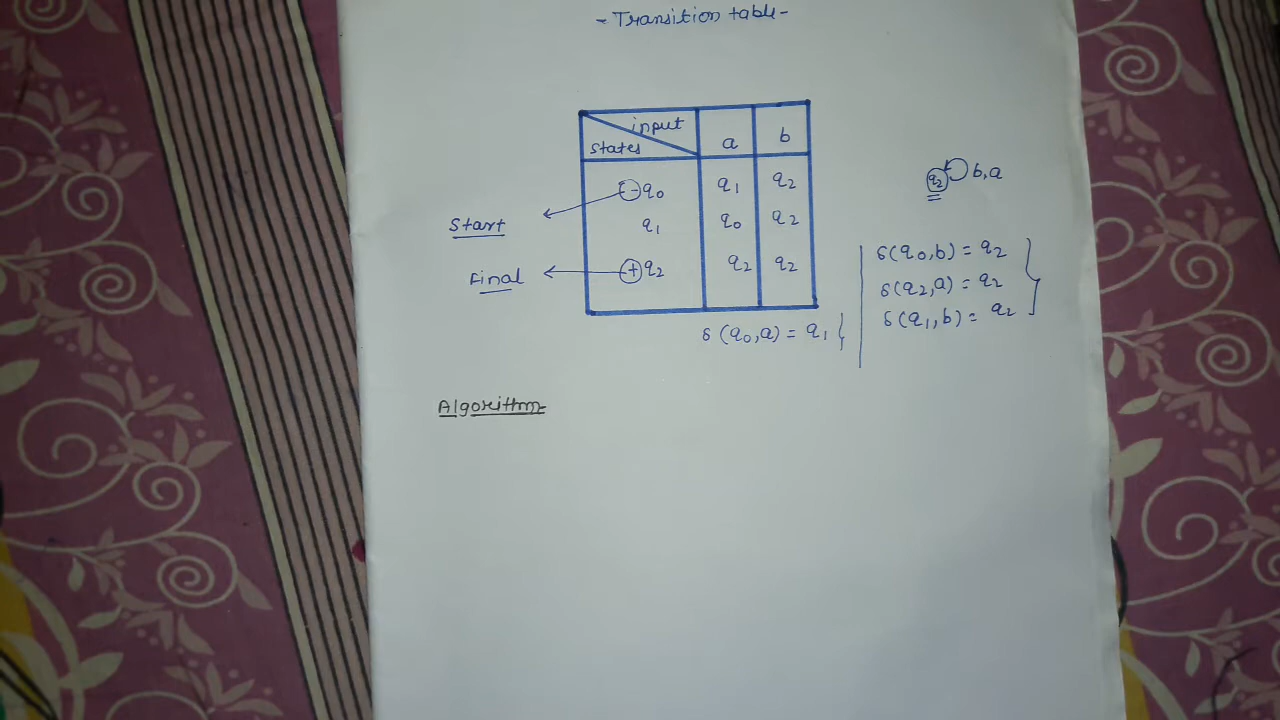 - Transition table -
input
states a b
⊖ q0 q1 q2
Start
q1 q0 q2
Final
⊕ q2 q2 q2
δ(q0,a) = q1 }
q2 b,a
δ(q0,b) = q2
δ(q2,a) = q2
δ(q1,b) = q2 }
Algorithm